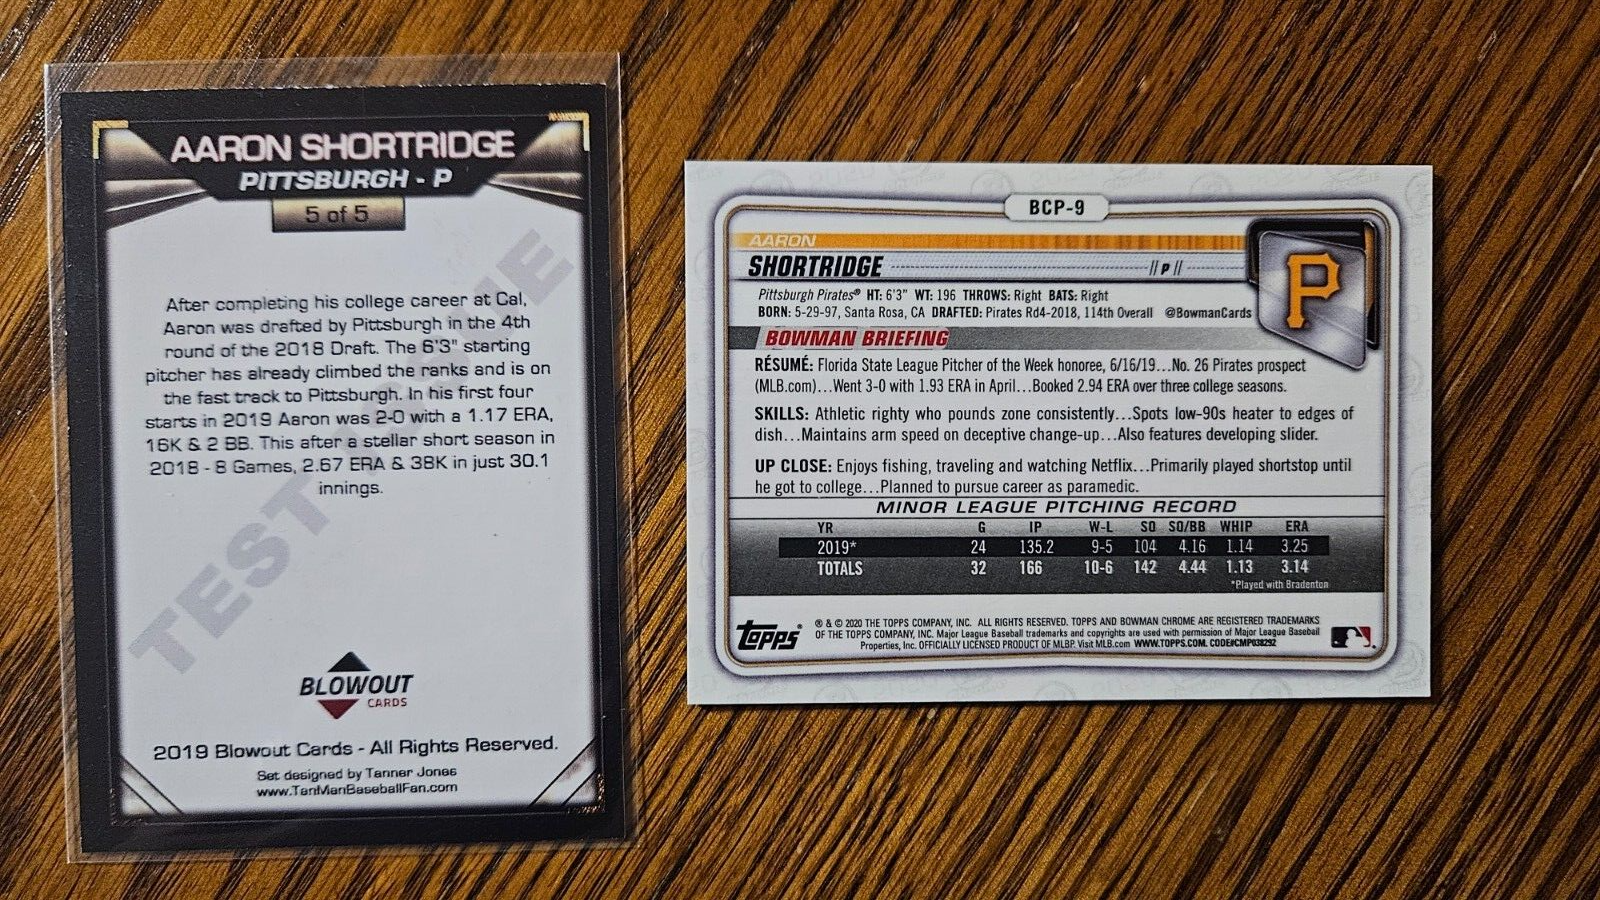 AARON SHORTRIDGE
PITTSBURGH - P
5 of 5
After completing his college career at Cal,
Aaron was drafted by Pittsburgh in the 4th
round of the 2018 Draft. The 6'3" starting
pitcher has already climbed the ranks and is on
the fast track to Pittsburgh. In his first four
starts in 2019 Aaron was 2-0 with a 1.17 ERA,
16K & 2 BB. This after a stellar short season in
2018 - 8 Games, 2.67 ERA & 38K in just 30.1
innings.
TEST ISSUE
BLOWOUT
CARDS
2019 Blowout Cards - All Rights Reserved.
Set designed by Tanner Jones
www.TanManBaseballFan.com
BCP-9
AARON
SHORTRIDGE // P //
P
Pittsburgh Pirates® HT: 6'3" WT: 196 THROWS: Right BATS: Right
BORN: 5-29-97, Santa Rosa, CA DRAFTED: Pirates Rd4-2018, 114th Overall @BowmanCards
BOWMAN BRIEFING
RÉSUMÉ: Florida State League Pitcher of the Week honoree, 6/16/19...No. 26 Pirates prospect
(MLB.com)...Went 3-0 with 1.93 ERA in April...Booked 2.94 ERA over three college seasons.
SKILLS: Athletic righty who pounds zone consistently...Spots low-90s heater to edges of
dish...Maintains arm speed on deceptive change-up...Also features developing slider.
UP CLOSE: Enjoys fishing, traveling and watching Netflix...Primarily played shortstop until
he got to college...Planned to pursue career as paramedic.
MINOR LEAGUE PITCHING RECORD
YR G IP W-L SO SO/BB WHIP ERA
2019* 24 135.2 9-5 104 4.16 1.14 3.25
TOTALS 32 166 10-6 142 4.44 1.13 3.14
*Played with Bradenton
topps®
® & © 2020 THE TOPPS COMPANY, INC. ALL RIGHTS RESERVED. TOPPS AND BOWMAN CHROME ARE REGISTERED TRADEMARKS
OF THE TOPPS COMPANY, INC. Major League Baseball trademarks and copyrights are used with permission of Major League Baseball
Properties, Inc. OFFICIALLY LICENSED PRODUCT OF MLBP. Visit MLB.com WWW.TOPPS.COM. CODE#CMP038292